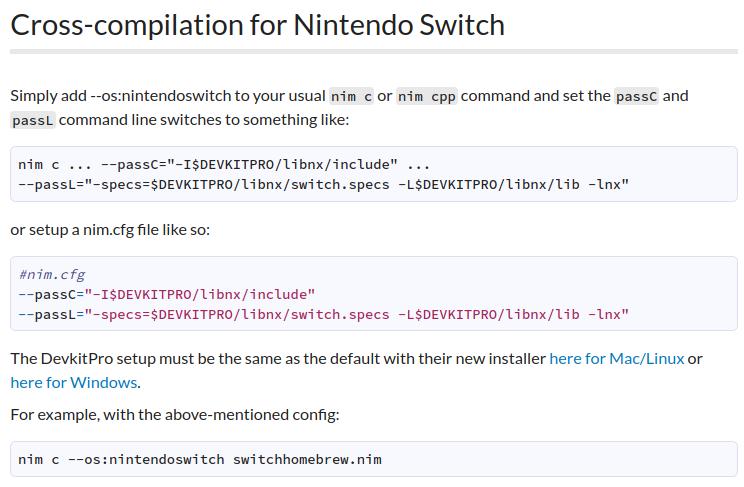 Cross-compilation for Nintendo Switch
Simply add --os:nintendoswitch to your usual nim c or nim cpp command and set the passC and
passL command line switches to something like:
nim c ... --passC="-I$DEVKITPRO/libnx/include" ...
--passL="-specs=$DEVKITPRO/libnx/switch.specs -L$DEVKITPRO/libnx/lib -lnx"
or setup a nim.cfg file like so:
#nim.cfg
--passC="-I$DEVKITPRO/libnx/include"
--passL="-specs=$DEVKITPRO/libnx/switch.specs -L$DEVKITPRO/libnx/lib -lnx"
The DevkitPro setup must be the same as the default with their new installer here for Mac/Linux or
here for Windows.
For example, with the above-mentioned config:
nim c --os:nintendoswitch switchhomebrew.nim